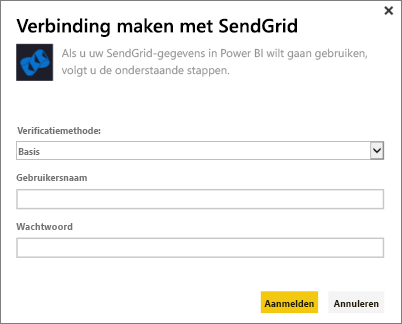 Verbinding maken met SendGrid
Als u uw SendGrid-gegevens in Power BI wilt gaan gebruiken,
volgt u de onderstaande stappen.
Verificatiemethode:
Basis
Gebruikersnaam
Wachtwoord
Aanmelden Annuleren